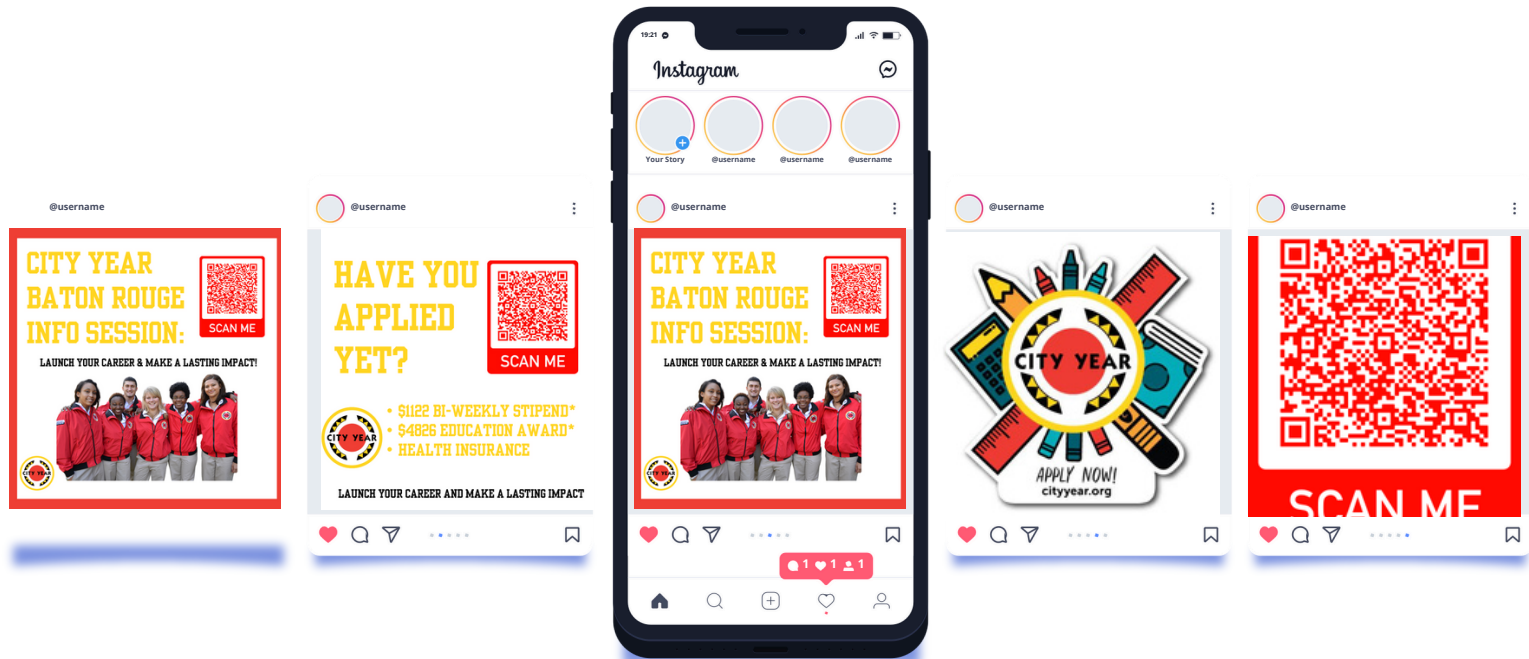 @username
CITY YEAR
BATON ROUGE
INFO SESSION:
SCAN ME
LAUNCH YOUR CAREER & MAKE A LASTING IMPACT!
CITY YEAR
@username
HAVE YOU
APPLIED
YET?
SCAN ME
• $1122 BI-WEEKLY STIPEND*
• $4826 EDUCATION AWARD*
• HEALTH INSURANCE
CITY YEAR
LAUNCH YOUR CAREER AND MAKE A LASTING IMPACT
19:21
Instagram
Your Story
@username
@username
@username
@username
CITY YEAR
BATON ROUGE
INFO SESSION:
SCAN ME
LAUNCH YOUR CAREER & MAKE A LASTING IMPACT!
CITY YEAR
1 1 1
@username
CITY YEAR
APPLY NOW!
cityyear.org
@username
SCAN ME